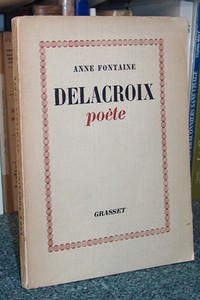 ANNE FONTAINE
DELACROIX
poète
GRASSET